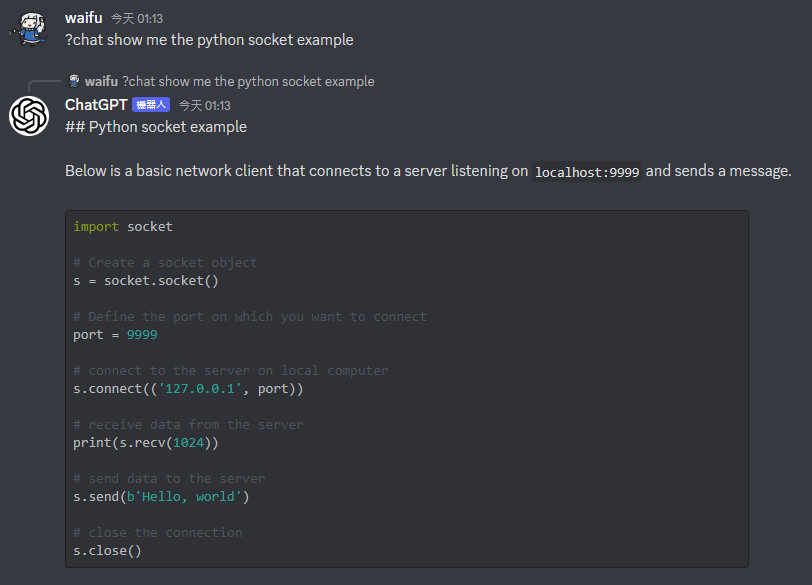 waifu 今天 01:13
?chat show me the python socket example
waifu ?chat show me the python socket example
ChatGPT 機器人 今天 01:13
## Python socket example
Below is a basic network client that connects to a server listening on localhost:9999 and sends a message.
import socket
# Create a socket object
s = socket.socket()
# Define the port on which you want to connect
port = 9999
# connect to the server on local computer
s.connect(('127.0.0.1', port))
# receive data from the server
print(s.recv(1024))
# send data to the server
s.send(b'Hello, world')
# close the connection
s.close()